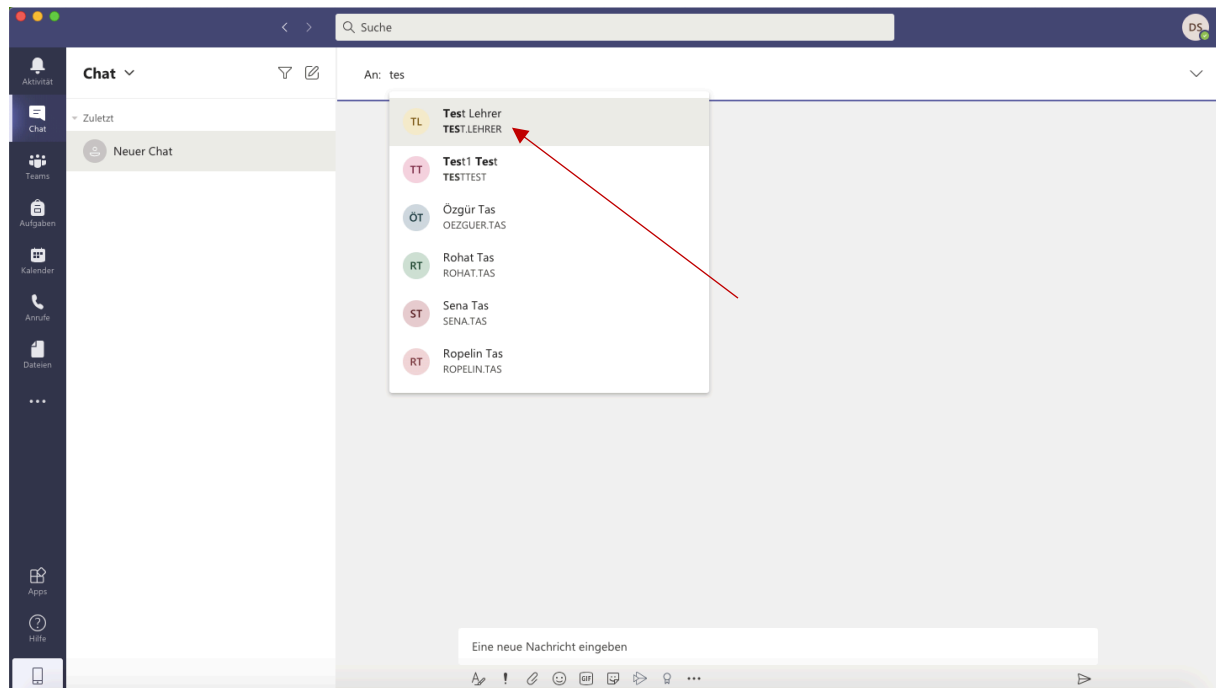 Suche
DS
Aktivität
Chat
Teams
Aufgaben
Kalender
Anrufe
Dateien
Apps
Hilfe
Chat
Zuletzt
Neuer Chat
An: tes
TL
Test Lehrer
TEST.LEHRER
TT
Test1 Test
TESTTEST
ÖT
Özgür Tas
OEZGUER.TAS
RT
Rohat Tas
ROHAT.TAS
ST
Sena Tas
SENA.TAS
RT
Ropelin Tas
ROPELIN.TAS
Eine neue Nachricht eingeben
GIF